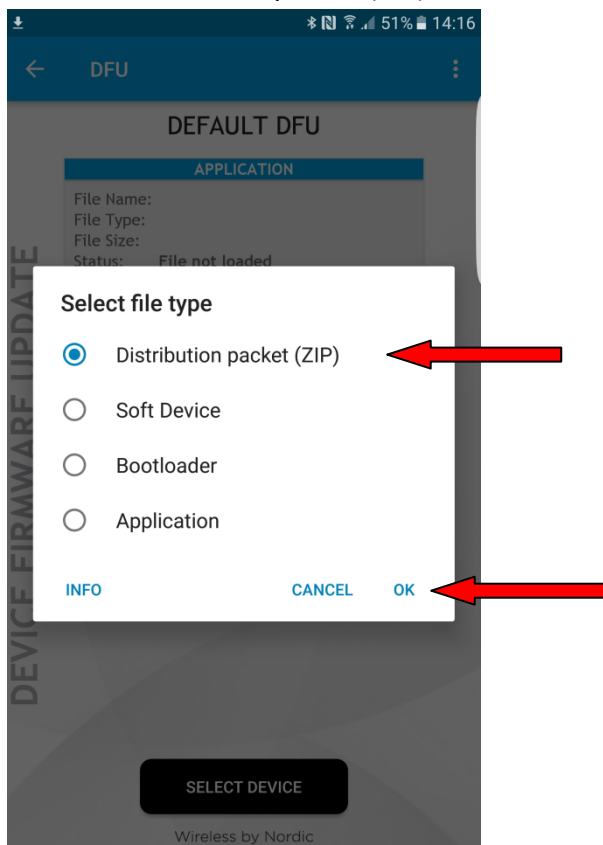 51% 14:16
DFU
DEFAULT DFU
APPLICATION
File Name:
File Type:
File Size:
Status: File not loaded
DEVICE FIRMWARE UPDATE
Select file type
Distribution packet (ZIP)
Soft Device
Bootloader
Application
INFO CANCEL OK
SELECT DEVICE
Wireless by Nordic